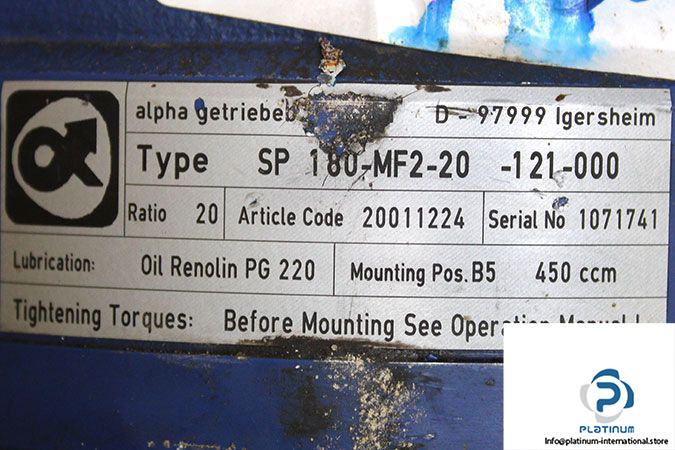 alpha getriebeb D - 97999 Igersheim
Type SP 180-MF2-20 -121-000
Ratio 20 Article Code 20011224 Serial No 1071741
Lubrication: Oil Renolin PG 220 Mounting Pos. B5 450 ccm
Tightening Torques: Before Mounting See Operation Manual !
PLATINUM
Info@platinum-international.store